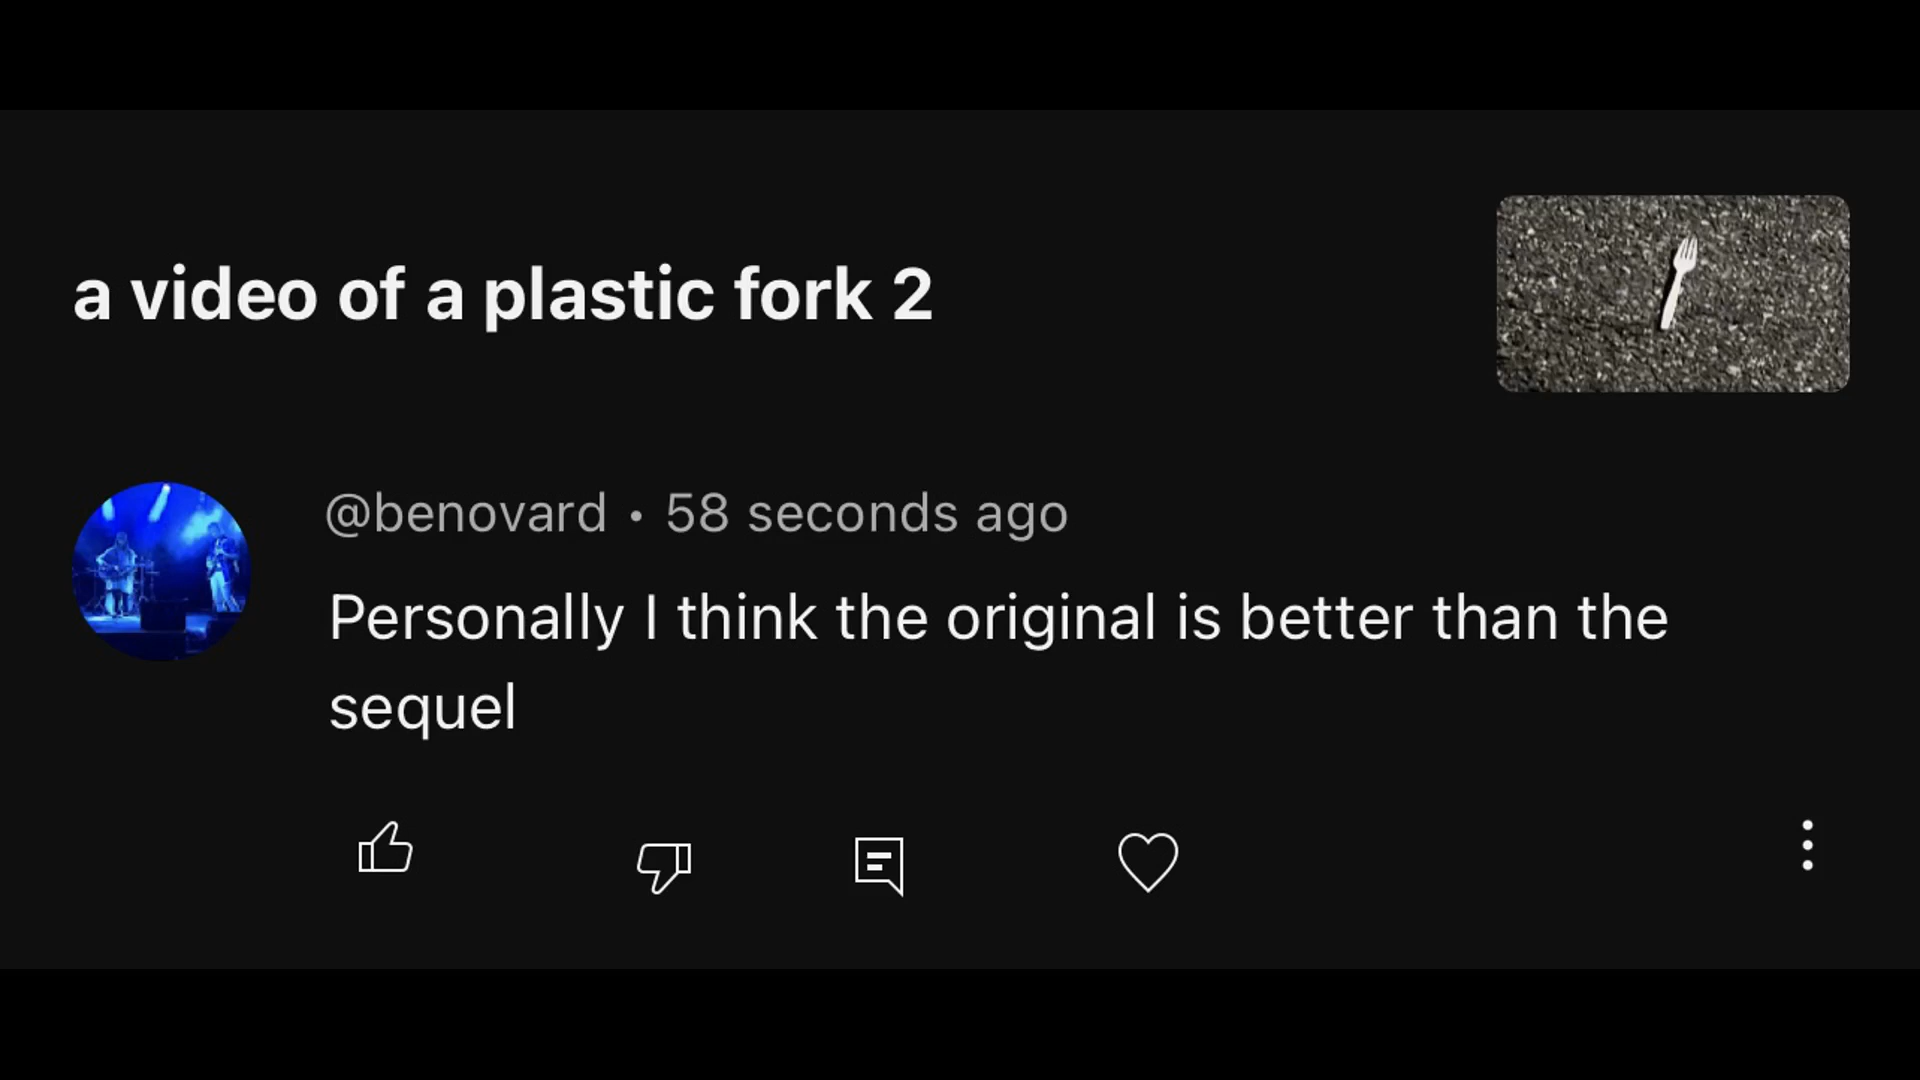 a video of a plastic fork 2
@benovard • 58 seconds ago
Personally I think the original is better than the
sequel